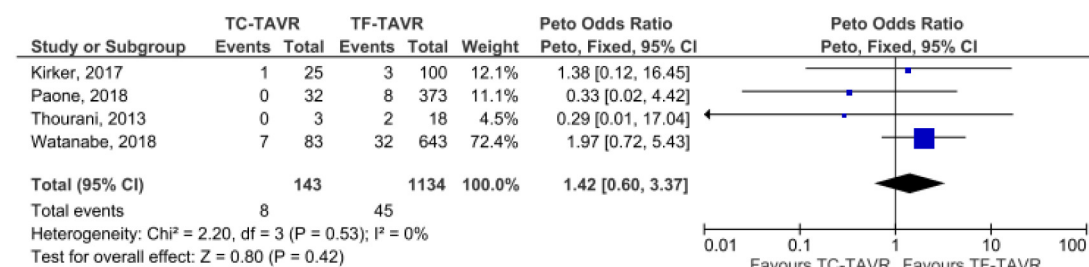 TC-TAVR TF-TAVR Peto Odds Ratio Peto Odds Ratio
Study or Subgroup Events Total Events Total Weight Peto, Fixed, 95% CI Peto, Fixed, 95% CI
Kirker, 2017 1 25 3 100 12.1% 1.38 [0.12, 16.45]
Paone, 2018 0 32 8 373 11.1% 0.33 [0.02, 4.42]
Thourani, 2013 0 3 2 18 4.5% 0.29 [0.01, 17.04]
Watanabe, 2018 7 83 32 643 72.4% 1.97 [0.72, 5.43]
Total (95% CI) 143 1134 100.0% 1.42 [0.60, 3.37]
Total events 8 45
Heterogeneity: Chi² = 2.20, df = 3 (P = 0.53); I² = 0%
Test for overall effect: Z = 0.80 (P = 0.42)
0.01 0.1 1 10 100
Favours TC-TAVR Favours TF-TAVR